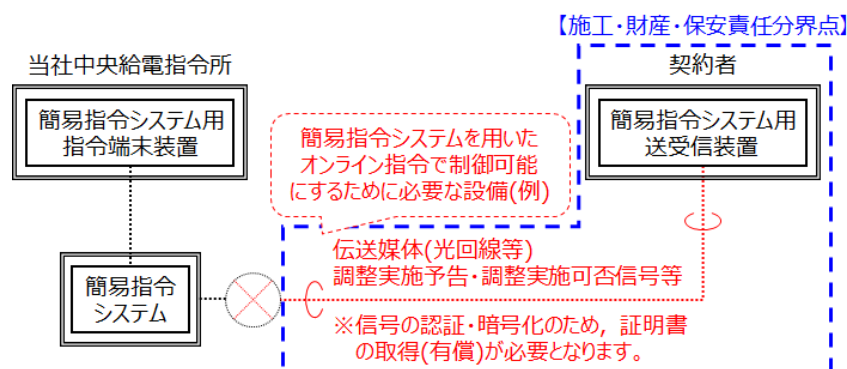 【施工・財産・保安責任分界点】
当社中央給電指令所
契約者
簡易指令システム用
指令端末装置
簡易指令システム用
送受信装置
簡易指令システムを用いた
オンライン指令で制御可能
にするために必要な設備(例)
伝送媒体(光回線等)
調整実施予告・調整実施可否信号等
簡易指令
システム
※信号の認証・暗号化のため，証明書
の取得(有償)が必要となります。